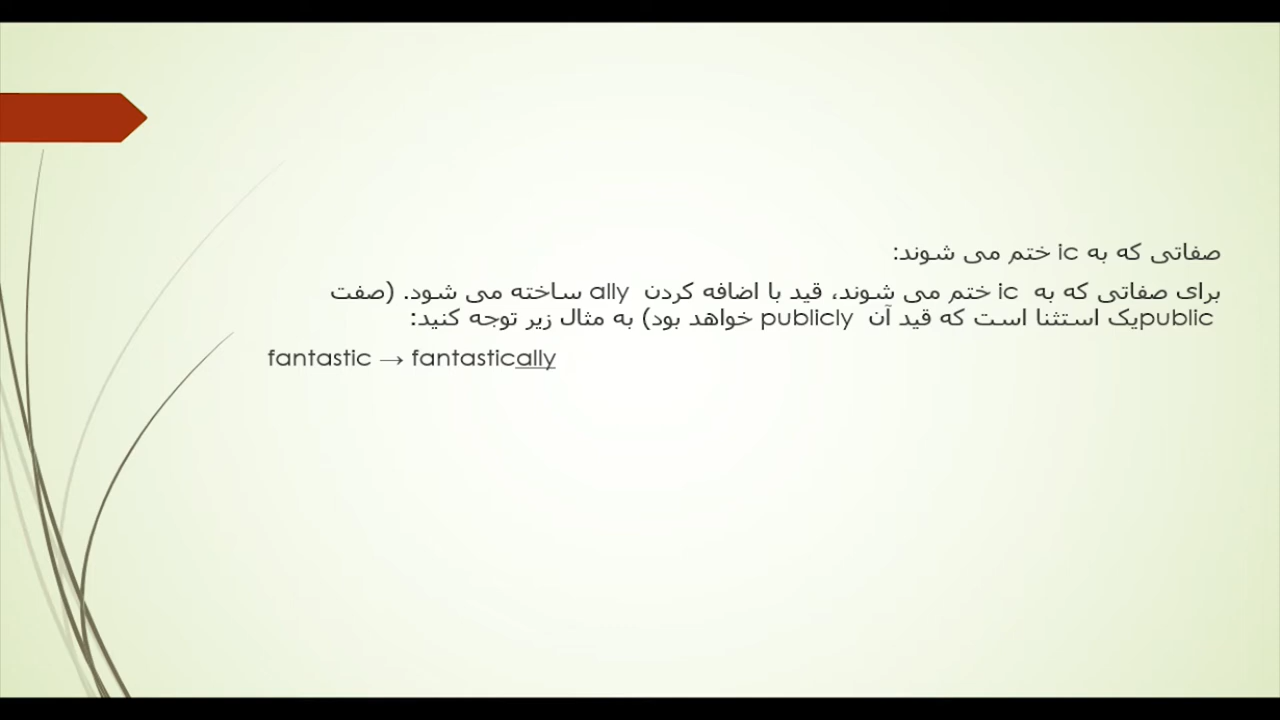 صفاتی که به ic ختم می شوند:
برای صفاتی که به ic ختم می شوند، قید با اضافه کردن ally ساخته می شود. (صفت
publicیک استثنا است که قید آن publicly خواهد بود) به مثال زیر توجه کنید:
fantastic → fantastically